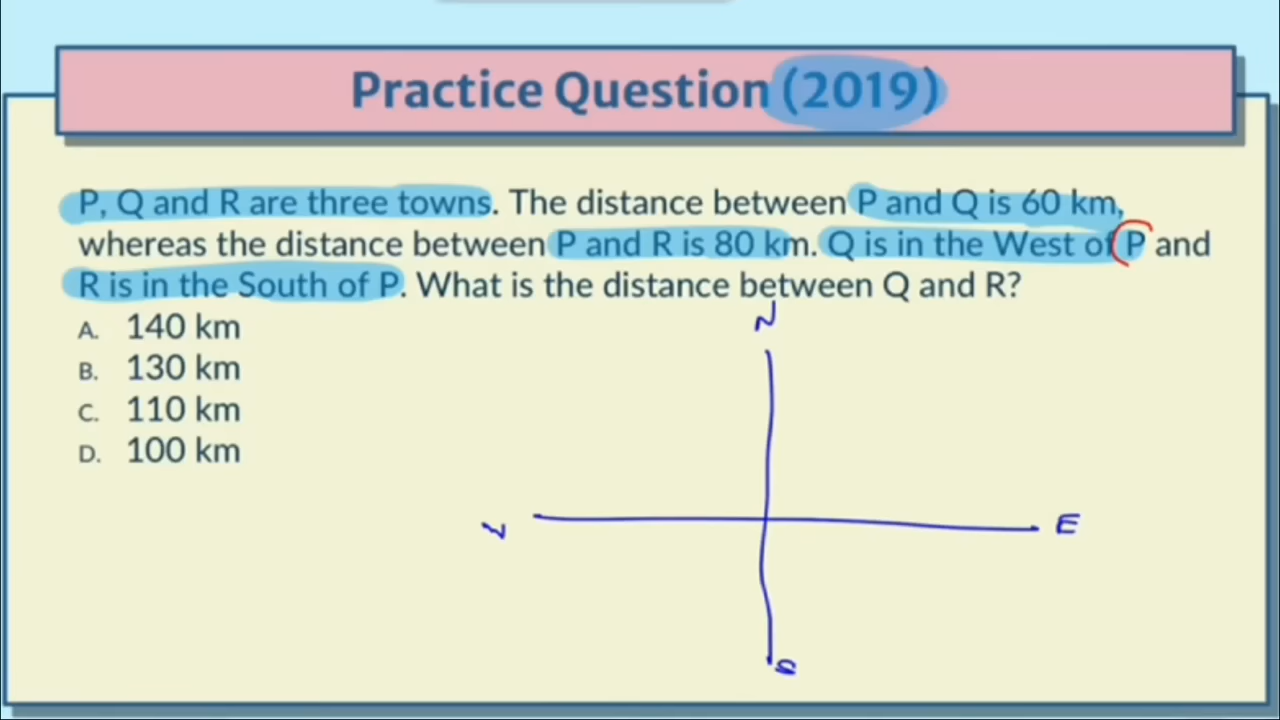 Practice Question (2019)
P, Q and R are three towns. The distance between P and Q is 60 km,
whereas the distance between P and R is 80 km. Q is in the West of P and
R is in the South of P. What is the distance between Q and R?
A. 140 km
B. 130 km
C. 110 km
D. 100 km
N
E